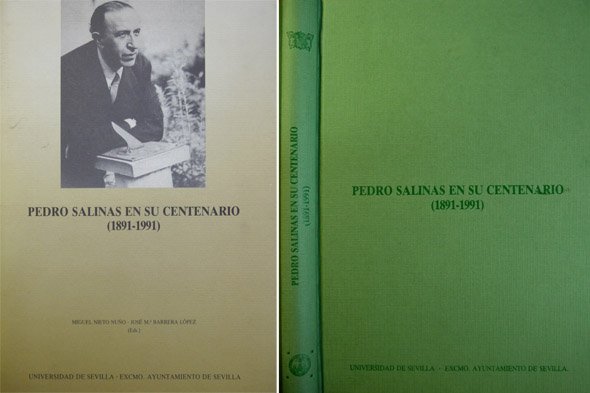 PEDRO SALINAS EN SU CENTENARIO
(1891-1991)
MIGUEL NIETO NUÑO - JOSÉ Mª BARRERA LÓPEZ
(Eds.)
UNIVERSIDAD DE SEVILLA - EXCMO. AYUNTAMIENTO DE SEVILLA
PEDRO SALINAS EN SU CENTENARIO
(1891-1991)
PEDRO SALINAS EN SU CENTENARIO
(1891-1991)
UNIVERSIDAD DE SEVILLA - EXCMO. AYUNTAMIENTO DE SEVILLA.